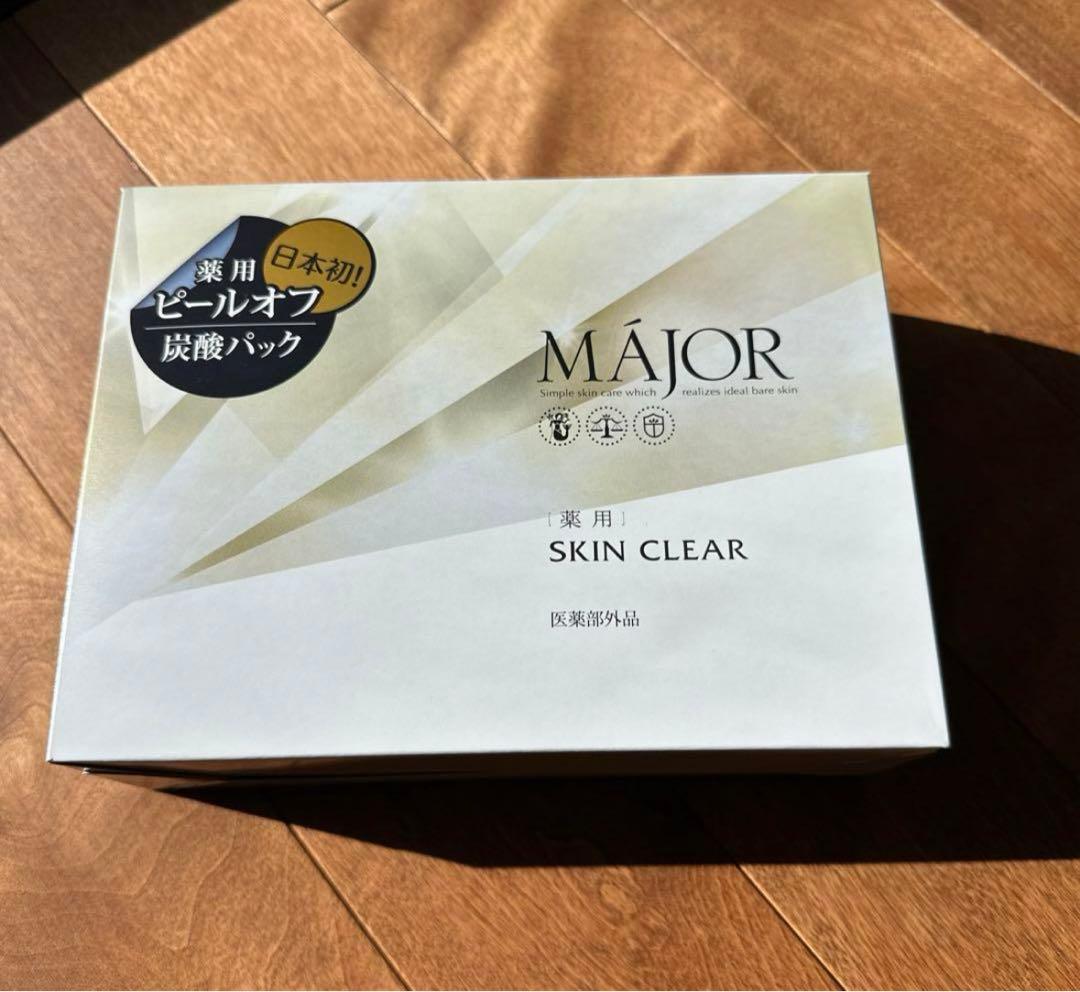 日本初!
薬用
ピールオフ
炭酸パック
MÁJOR
Simple skin care which realizes ideal bare skin
[薬用]
SKIN CLEAR
医薬部外品